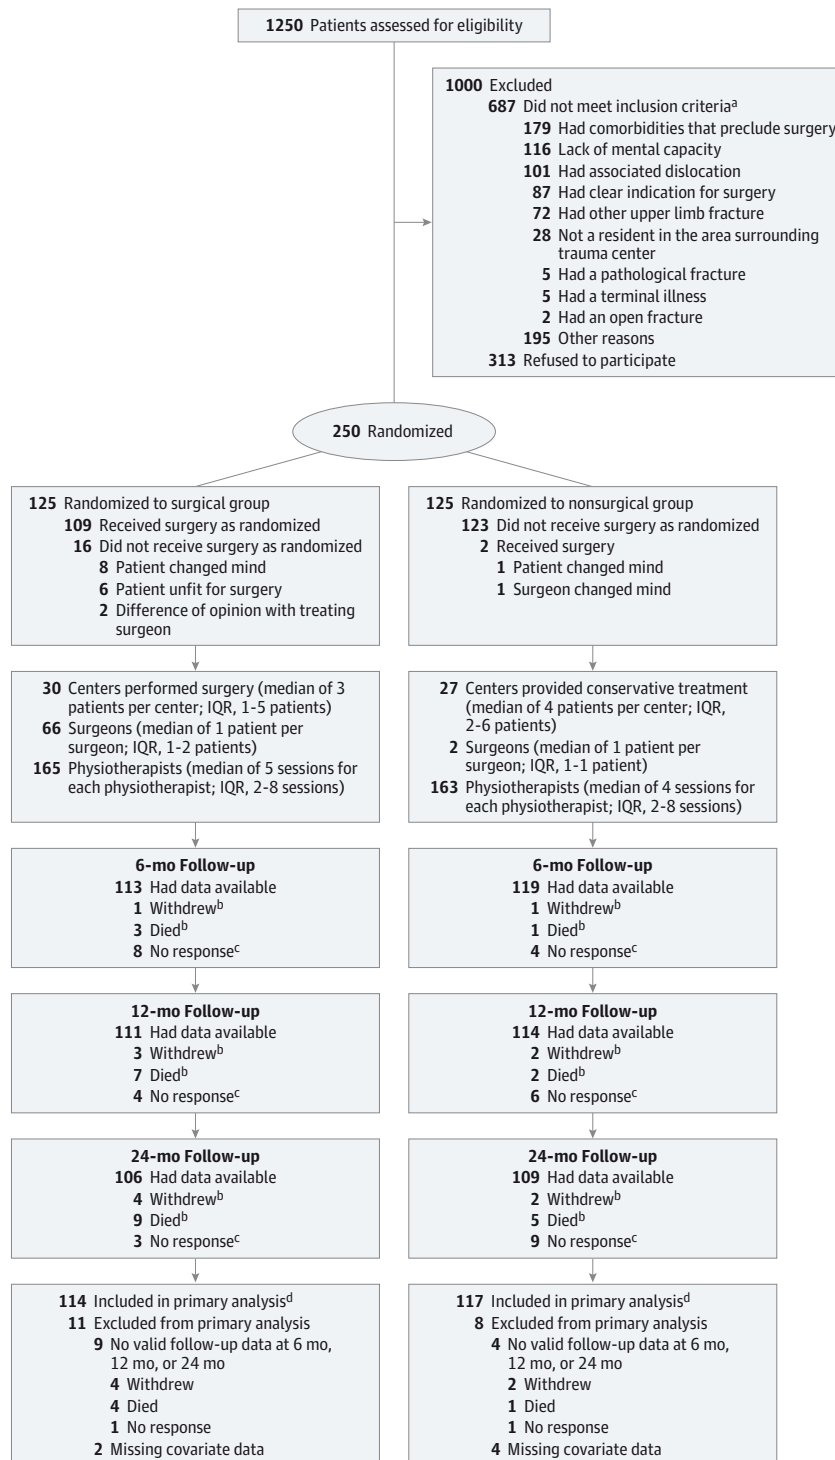 1250 Patients assessed for eligibility
1000 Excluded
687 Did not meet inclusion criteriaᵃ
179 Had comorbidities that preclude surgery
116 Lack of mental capacity
101 Had associated dislocation
87 Had clear indication for surgery
72 Had other upper limb fracture
28 Not a resident in the area surrounding
trauma center
5 Had a pathological fracture
5 Had a terminal illness
2 Had an open fracture
195 Other reasons
313 Refused to participate
250 Randomized
125 Randomized to surgical group
109 Received surgery as randomized
16 Did not receive surgery as randomized
8 Patient changed mind
6 Patient unfit for surgery
2 Difference of opinion with treating
surgeon
125 Randomized to nonsurgical group
123 Did not receive surgery as randomized
2 Received surgery
1 Patient changed mind
1 Surgeon changed mind
30 Centers performed surgery (median of 3
patients per center; IQR, 1-5 patients)
66 Surgeons (median of 1 patient per
surgeon; IQR, 1-2 patients)
165 Physiotherapists (median of 5 sessions for
each physiotherapist; IQR, 2-8 sessions)
27 Centers provided conservative treatment
(median of 4 patients per center; IQR,
2-6 patients)
2 Surgeons (median of 1 patient per
surgeon; IQR, 1-1 patient)
163 Physiotherapists (median of 4 sessions for
each physiotherapist; IQR, 2-8 sessions)
6-mo Follow-up
113 Had data available
1 Withdrewᵇ
3 Diedᵇ
8 No responseᶜ
6-mo Follow-up
119 Had data available
1 Withdrewᵇ
1 Diedᵇ
4 No responseᶜ
12-mo Follow-up
111 Had data available
3 Withdrewᵇ
7 Diedᵇ
4 No responseᶜ
12-mo Follow-up
114 Had data available
2 Withdrewᵇ
2 Diedᵇ
6 No responseᶜ
24-mo Follow-up
106 Had data available
4 Withdrewᵇ
9 Diedᵇ
3 No responseᶜ
24-mo Follow-up
109 Had data available
2 Withdrewᵇ
5 Diedᵇ
9 No responseᶜ
114 Included in primary analysisᵈ
11 Excluded from primary analysis
9 No valid follow-up data at 6 mo,
12 mo, or 24 mo
4 Withdrew
4 Died
1 No response
2 Missing covariate data
117 Included in primary analysisᵈ
8 Excluded from primary analysis
4 No valid follow-up data at 6 mo,
12 mo, or 24 mo
2 Withdrew
1 Died
1 No response
4 Missing covariate data